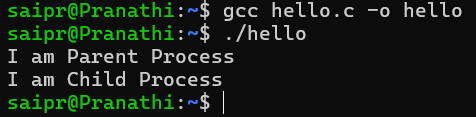 saipr@Pranathi:~$ gcc hello.c -o hello
saipr@Pranathi:~$ ./hello
I am Parent Process
I am Child Process
saipr@Pranathi:~$